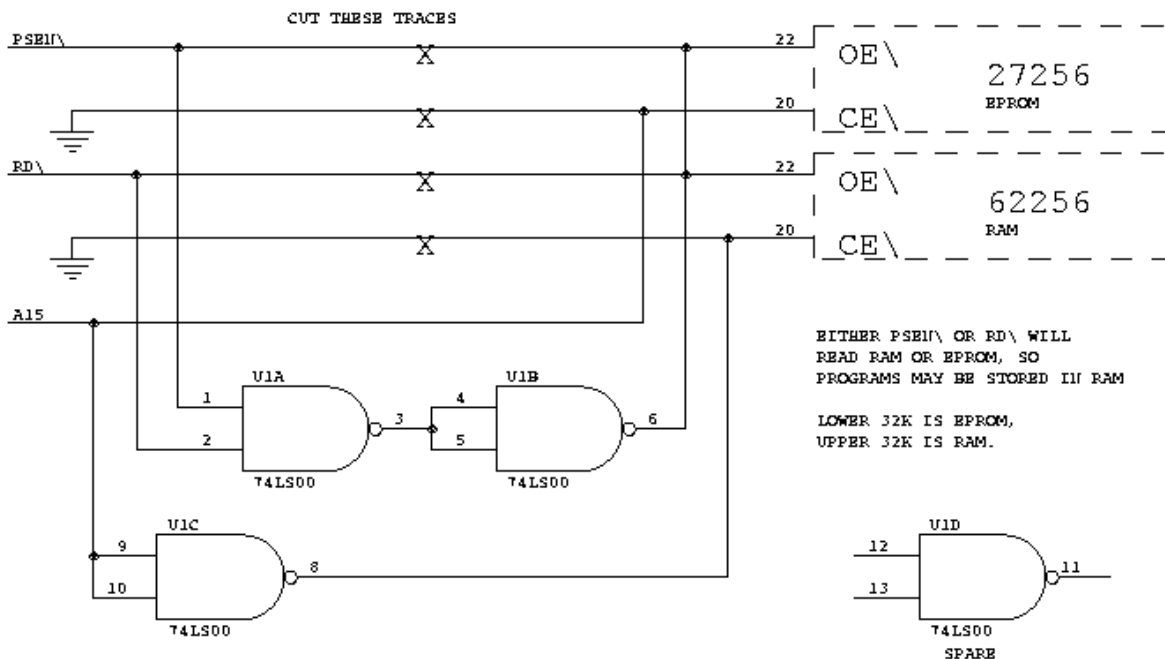 CUT THESE TRACES
PSEN\
X
22
OE\
27256
EPROM
X
20
CE\
RD\
X
22
OE\
62256
RAM
X
20
CE\
A15
EITHER PSEN\ OR RD\ WILL
READ RAM OR EPROM, SO
PROGRAMS MAY BE STORED IN RAM
LOWER 32K IS EPROM,
UPPER 32K IS RAM.
U1A
1
2
3
74LS00
U1B
4
5
6
74LS00
U1C
9
10
8
74LS00
U1D
12
13
11
74LS00
SPARE